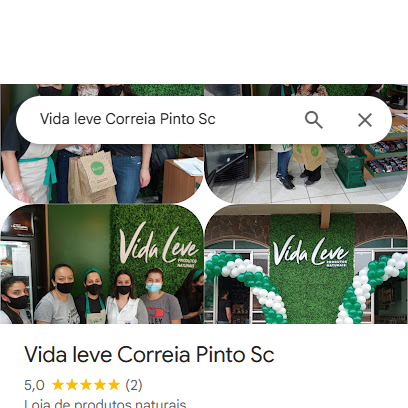 Vida leve Correia Pinto Sc
Vida Leve
PRODUTOS
NATURAIS
Vida Leve
PRODUTOS
NATURAIS
Vida leve Correia Pinto Sc
5,0 ★★★★★ (2)
Loja de produtos naturais